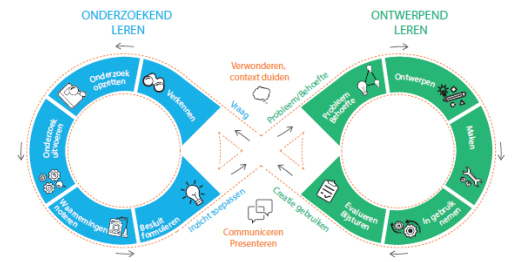 ONDERZOEKEND
LEREN
ONTWERPEND
LEREN
Onderzoek
opzetten
Verkennen
Onderzoek
uitvoeren
Waarnemingen
noteren
Besluit
formuleren
Verwonderen,
context duiden
Vraag
Probleem/Behoefte
Inzicht toepassen
Creatie gebruiken
Communiceren
Presenteren
Probleem
Behoefte
Ontwerpen
Maken
In gebruik
nemen
Evalueren
Bijsturen